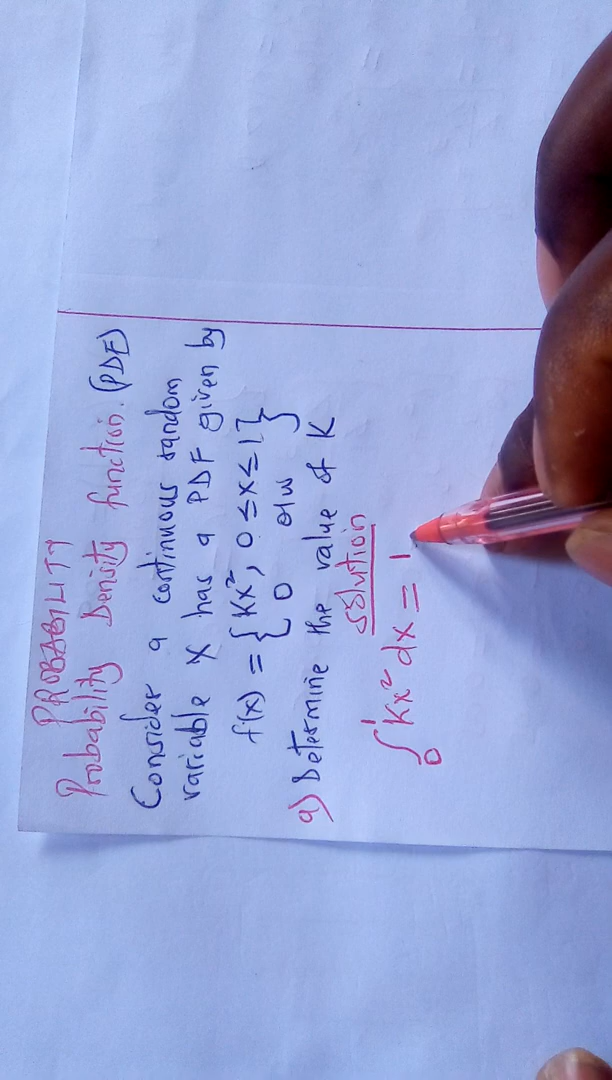 PROBABILITY
Probability Density function. (PDF)
Consider a continuous random
variable X has a PDF given by
f(x) = { Kx², 0 ≤ x ≤ 1 }
0 o/w
a) Determine the value of K
solution
∫₀¹ Kx² dx = 1